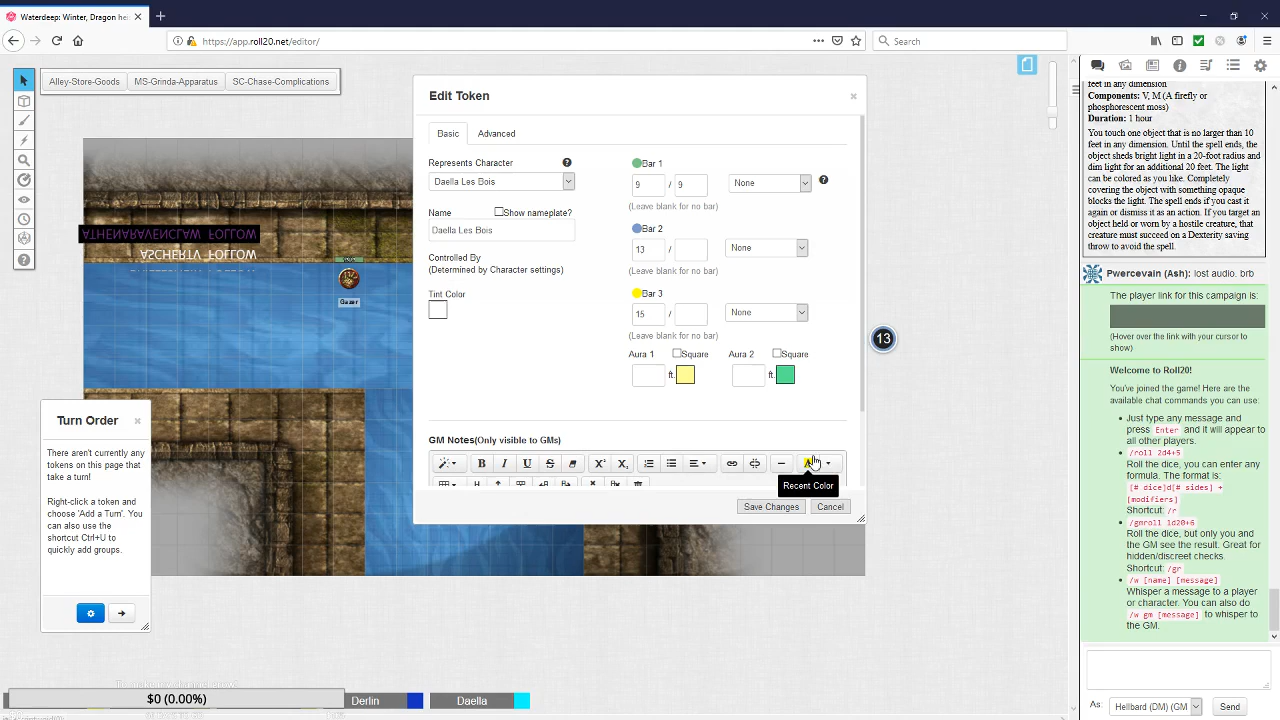 Waterdeep: Winter, Dragon hei
https://app.roll20.net/editor/
Search
Alley-Store-Goods
MS-Grinda-Apparatus
SC-Chase-Complications
ATHENARAVENCLAW FOLLOW
ASCHERTV FOLLOW
Gazer
Edit Token
Basic
Advanced
Represents Character
Daella Les Bois
Name
Show nameplate?
Daella Les Bois
Controlled By
(Determined by Character settings)
Tint Color
Bar 1
9 / 9
None
(Leave blank for no bar)
Bar 2
13 /
None
(Leave blank for no bar)
Bar 3
15 /
None
(Leave blank for no bar)
Aura 1
Square
Aura 2
Square
ft.
ft.
GM Notes(Only visible to GMs)
Recent Color
Save Changes
Cancel
13
Turn Order
There aren't currently any
tokens on this page that
take a turn!
Right-click a token and
choose 'Add a Turn'. You
can also use the
shortcut Ctrl+U to
quickly add groups.
$0 (0.00%)
Derlin
Daella
feet in any dimension
Components: V, M (A firefly or
phosphorescent moss)
Duration: 1 hour
You touch one object that is no larger than 10
feet in any dimension. Until the spell ends, the
object sheds bright light in a 20-foot radius and
dim light for an additional 20 feet. The light
can be colored as you like. Completely
covering the object with something opaque
blocks the light. The spell ends if you cast it
again or dismiss it as an action. If you target an
object held or worn by a hostile creature, that
creature must succeed on a Dexterity saving
throw to avoid the spell.
Pwercevain (Ash): lost audio. brb
The player link for this campaign is:
(Hover over the link with your cursor to
show)
Welcome to Roll20!
You've joined the game! Here are the
available chat commands you can use:
Just type any message and
press Enter and it will appear to
all other players.
/roll 2d4+5
Roll the dice, you can enter any
formula. The format is:
[# dice]d[# sides] +
[modifiers]
Shortcut: /r
/gmroll 1d20+6
Roll the dice, but only you and
the GM see the result. Great for
hidden/discreet checks.
Shortcut: /gr
/w [name] [message]
Whisper a message to a player
or character. You can also do
/w gm [message] to whisper to
the GM.
As:
Hellbard (DM) (GM
Send